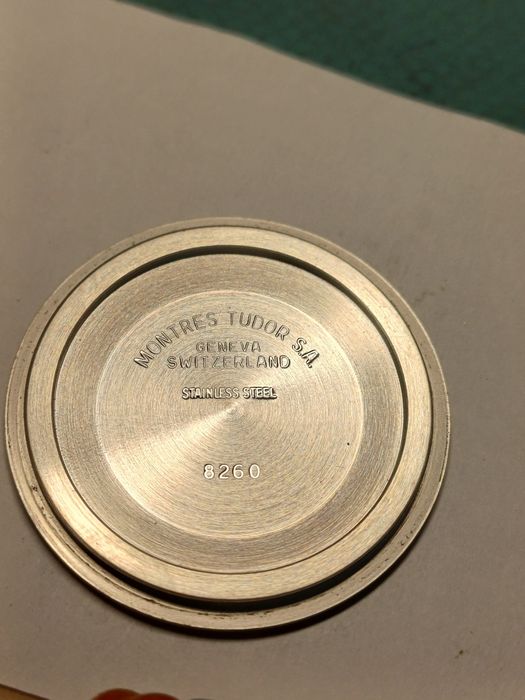 MONTRES TUDOR S.A.
GENEVA
SWITZERLAND
STAINLESS STEEL
8260